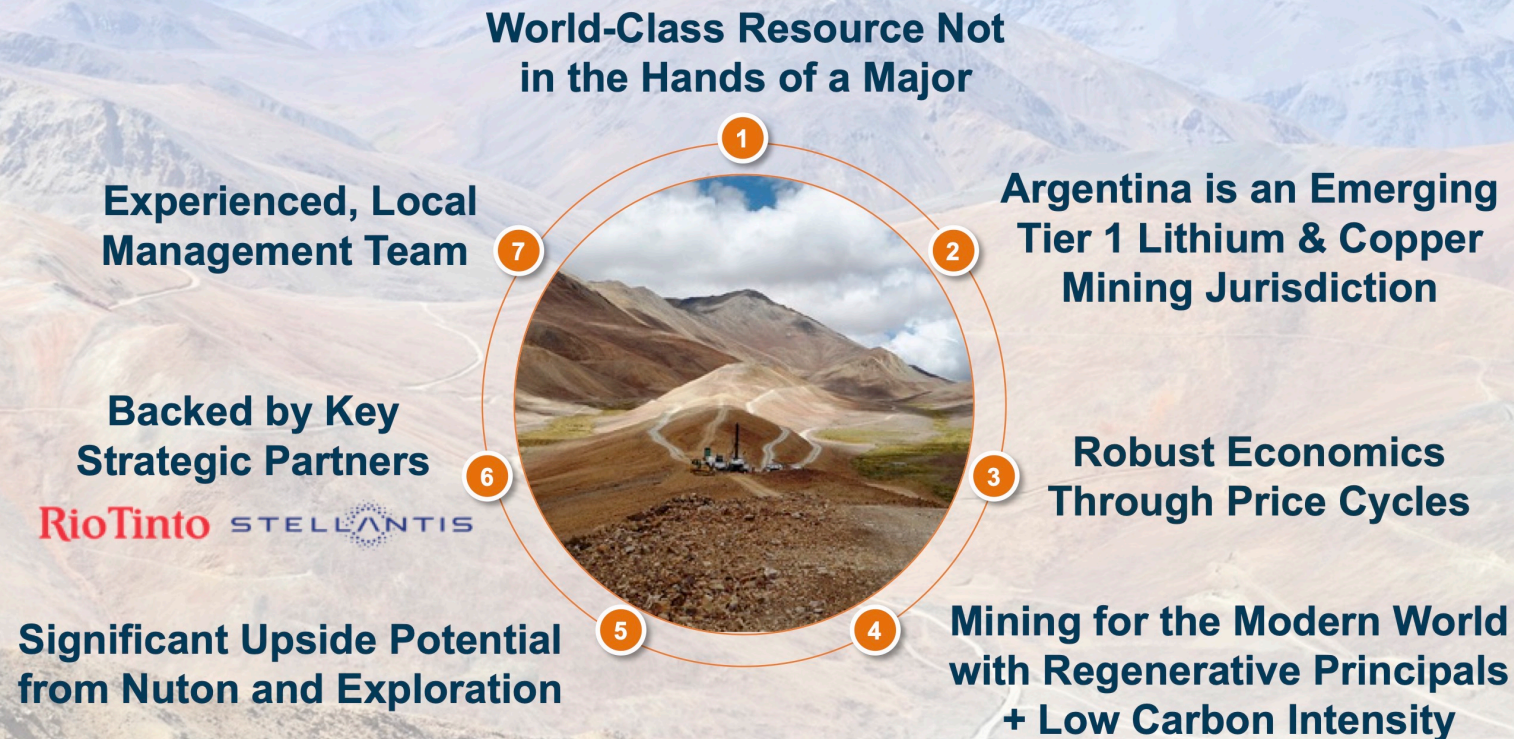 World-Class Resource Not
in the Hands of a Major
1
Argentina is an Emerging
Tier 1 Lithium & Copper
Mining Jurisdiction
2
Robust Economics
Through Price Cycles
3
Mining for the Modern World
with Regenerative Principals
+ Low Carbon Intensity
4
Significant Upside Potential
from Nuton and Exploration
5
Backed by Key
Strategic Partners
6
RioTinto STELLANTIS
Experienced, Local
Management Team
7